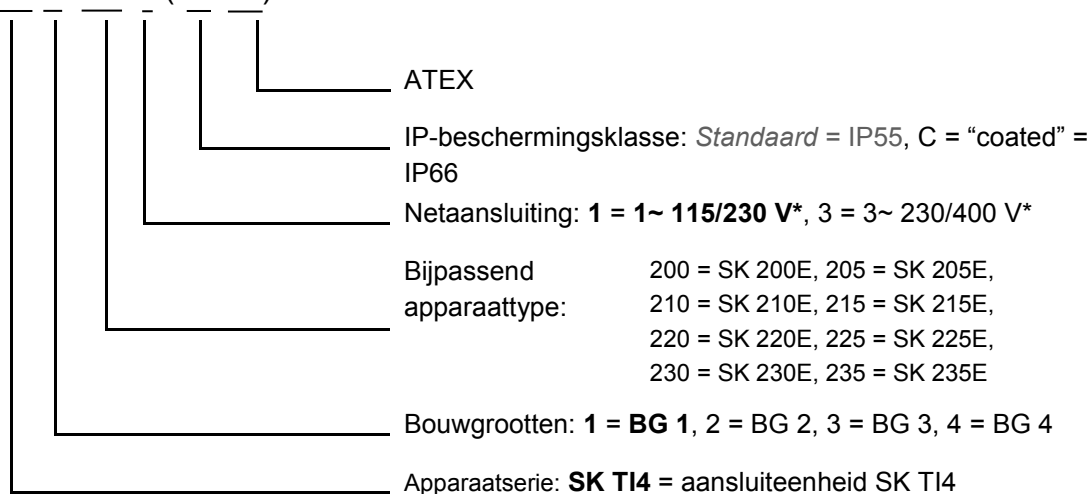 ATEX
IP-beschermingsklasse: Standaard = IP55, C = “coated” =
IP66
Netaansluiting: 1 = 1~ 115/230 V*, 3 = 3~ 230/400 V*
Bijpassend
apparaattype:
200 = SK 200E, 205 = SK 205E,
210 = SK 210E, 215 = SK 215E,
220 = SK 220E, 225 = SK 225E,
230 = SK 230E, 235 = SK 235E
Bouwgrootten: 1 = BG 1, 2 = BG 2, 3 = BG 3, 4 = BG 4
Apparaatserie: SK TI4 = aansluiteenheid SK TI4